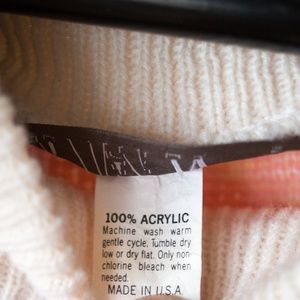 100% ACRYLIC
Machine wash warm
gentle cycle. Tumble dry
low or dry flat. Only non-
chlorine bleach when
needed.
MADE IN U.S.A.